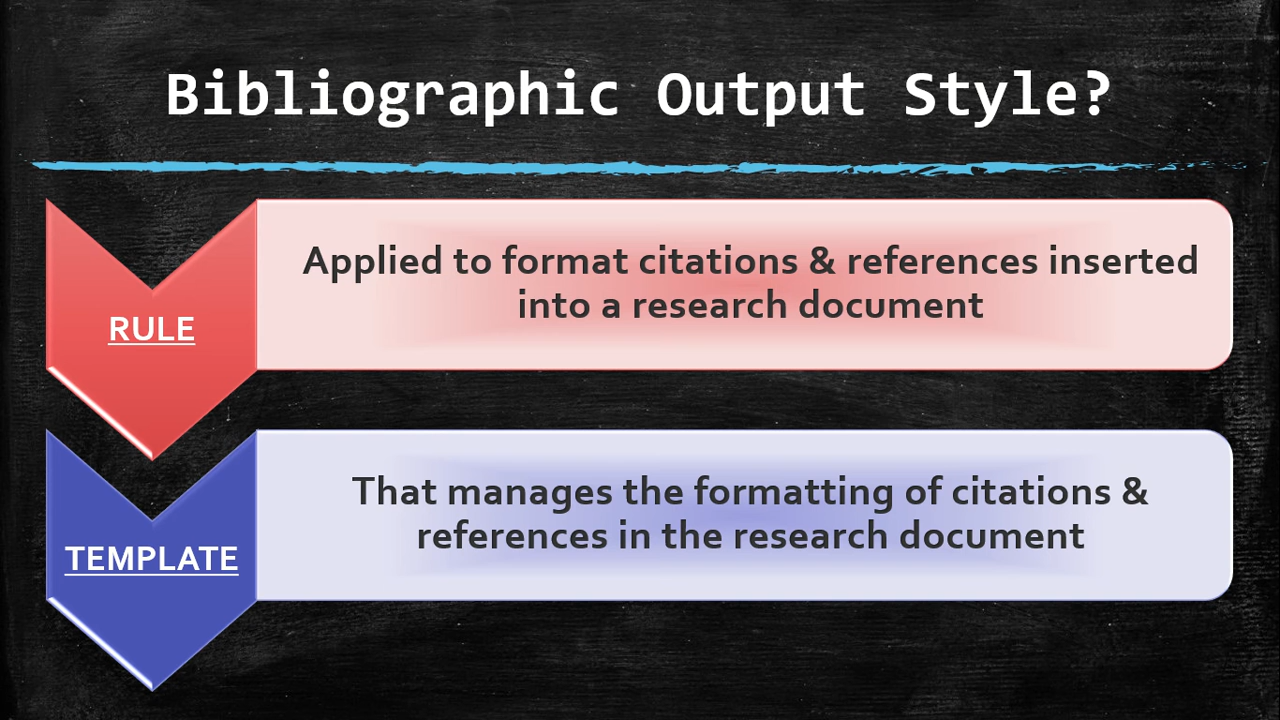 Bibliographic Output Style?
RULE
Applied to format citations & references inserted
into a research document
TEMPLATE
That manages the formatting of citations &
references in the research document